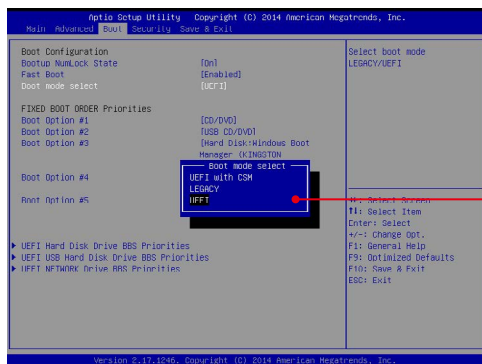 Aptio Setup Utility Copyright (C) 2014 American Megatrends, Inc.
Main Advanced Boot Security Save & Exit
Boot Configuration
Bootup NumLock State [On]
Fast Boot [Enabled]
Boot mode select [UEFI]
FIXED BOOT ORDER Priorities
Boot Option #1 [CD/DVD]
Boot Option #2 [USB CD/DVD]
Boot Option #3 [Hard Disk:Windows Boot
Manager (KINGSTON
Boot Option #4
Boot Option #5
Boot mode select
UEFI with CSM
LEGACY
UEFI
▶ UEFI Hard Disk Drive BBS Priorities
▶ UEFI USB Hard Disk Drive BBS Priorities
▶ UEFI NETWORK Drive BBS Priorities
Select boot mode
LEGACY/UEFI
: Select Screen
↑↓: Select Item
Enter: Select
+/-: Change Opt.
F1: General Help
F9: Optimized Defaults
F10: Save & Exit
ESC: Exit
Version 2.17.1246. Copyright (C) 2014 American Megatrends, Inc.